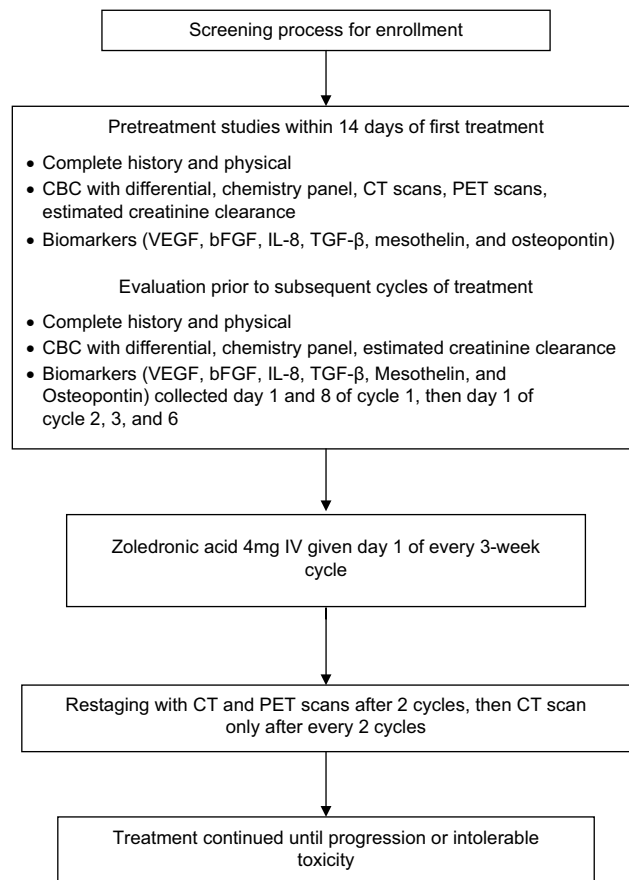 Screening process for enrollment
Pretreatment studies within 14 days of first treatment
• Complete history and physical
• CBC with differential, chemistry panel, CT scans, PET scans,
estimated creatinine clearance
• Biomarkers (VEGF, bFGF, IL-8, TGF-β, mesothelin, and osteopontin)
Evaluation prior to subsequent cycles of treatment
• Complete history and physical
• CBC with differential, chemistry panel, estimated creatinine clearance
• Biomarkers (VEGF, bFGF, IL-8, TGF-β, Mesothelin, and
Osteopontin) collected day 1 and 8 of cycle 1, then day 1 of
cycle 2, 3, and 6
Zoledronic acid 4mg IV given day 1 of every 3-week
cycle
Restaging with CT and PET scans after 2 cycles, then CT scan
only after every 2 cycles
Treatment continued until progression or intolerable
toxicity